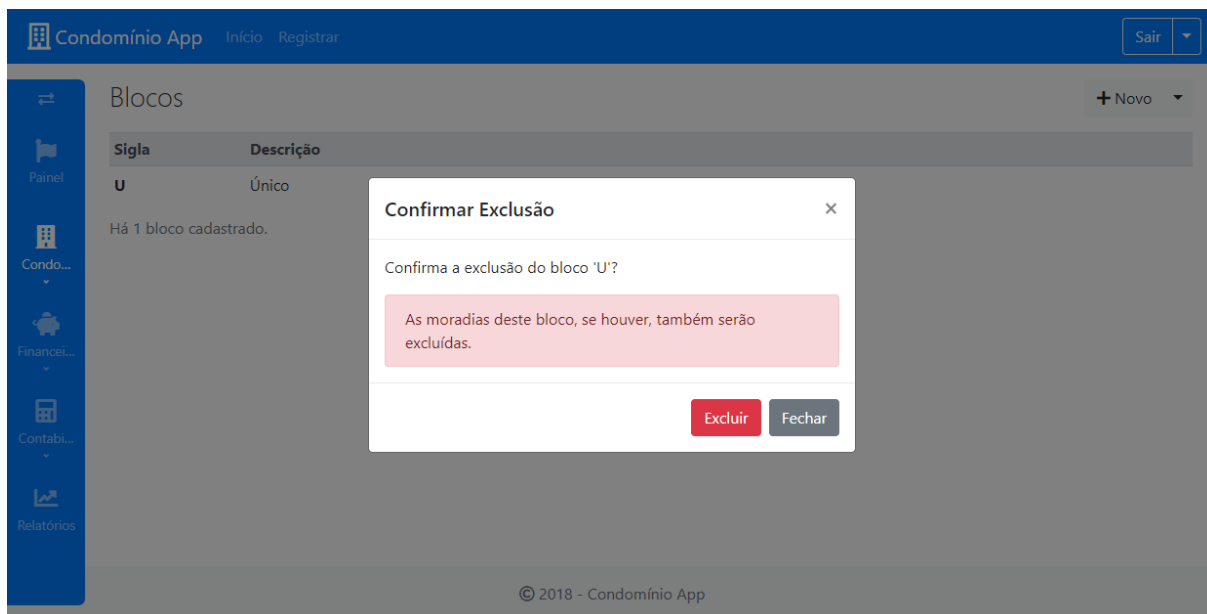 Condomínio App Início Registrar Sair
Blocos
+ Novo
Painel
Condo...
Financei...
Contabi...
Relatórios
Sigla Descrição
U Único
Há 1 bloco cadastrado.
Confirmar Exclusão ×
Confirma a exclusão do bloco 'U'?
As moradias deste bloco, se houver, também serão
excluídas.
Excluir Fechar
© 2018 - Condomínio App